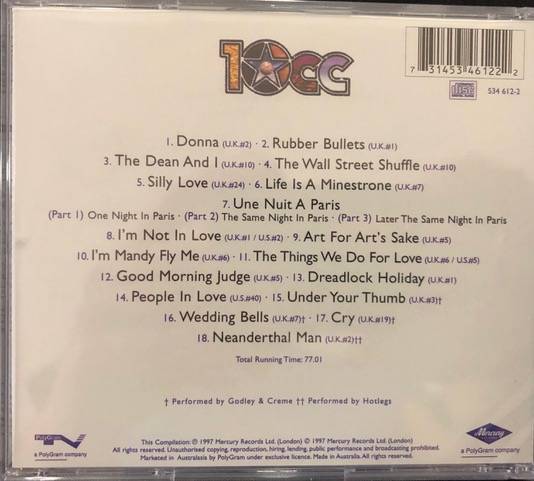 10cc
7 31453 46122 2
534 612-2
1. Donna (U.K.#2) · 2. Rubber Bullets (U.K.#1)
3. The Dean And I (U.K.#10) · 4. The Wall Street Shuffle (U.K.#10)
5. Silly Love (U.K.#24) · 6. Life Is A Minestrone (U.K.#7)
7. Une Nuit A Paris
(Part 1) One Night In Paris · (Part 2) The Same Night In Paris · (Part 3) Later The Same Night In Paris
8. I'm Not In Love (U.K.#1 / U.S.#2) · 9. Art For Art's Sake (U.K.#5)
10. I'm Mandy Fly Me (U.K.#6) · 11. The Things We Do For Love (U.K.#6 / U.S.#5)
12. Good Morning Judge (U.K.#5) · 13. Dreadlock Holiday (U.K.#1)
14. People In Love (U.S.#40) · 15. Under Your Thumb (U.K.#3)†
16. Wedding Bells (U.K.#7)† · 17. Cry (U.K.#19)†
18. Neanderthal Man (U.K.#2)††
Total Running Time: 77.01
† Performed by Godley & Creme †† Performed by Hotlegs
PolyGram
a PolyGram company
This Compilation: ℗ 1997 Mercury Records Ltd. (London) © 1997 Mercury Records Ltd. (London)
All rights reserved. Unauthorised copying, reproduction, hiring, lending, public performance and broadcasting prohibited.
Marketed in Australasia by PolyGram under exclusive licence. Made in Australia. All rights reserved.
Mercury
a PolyGram company